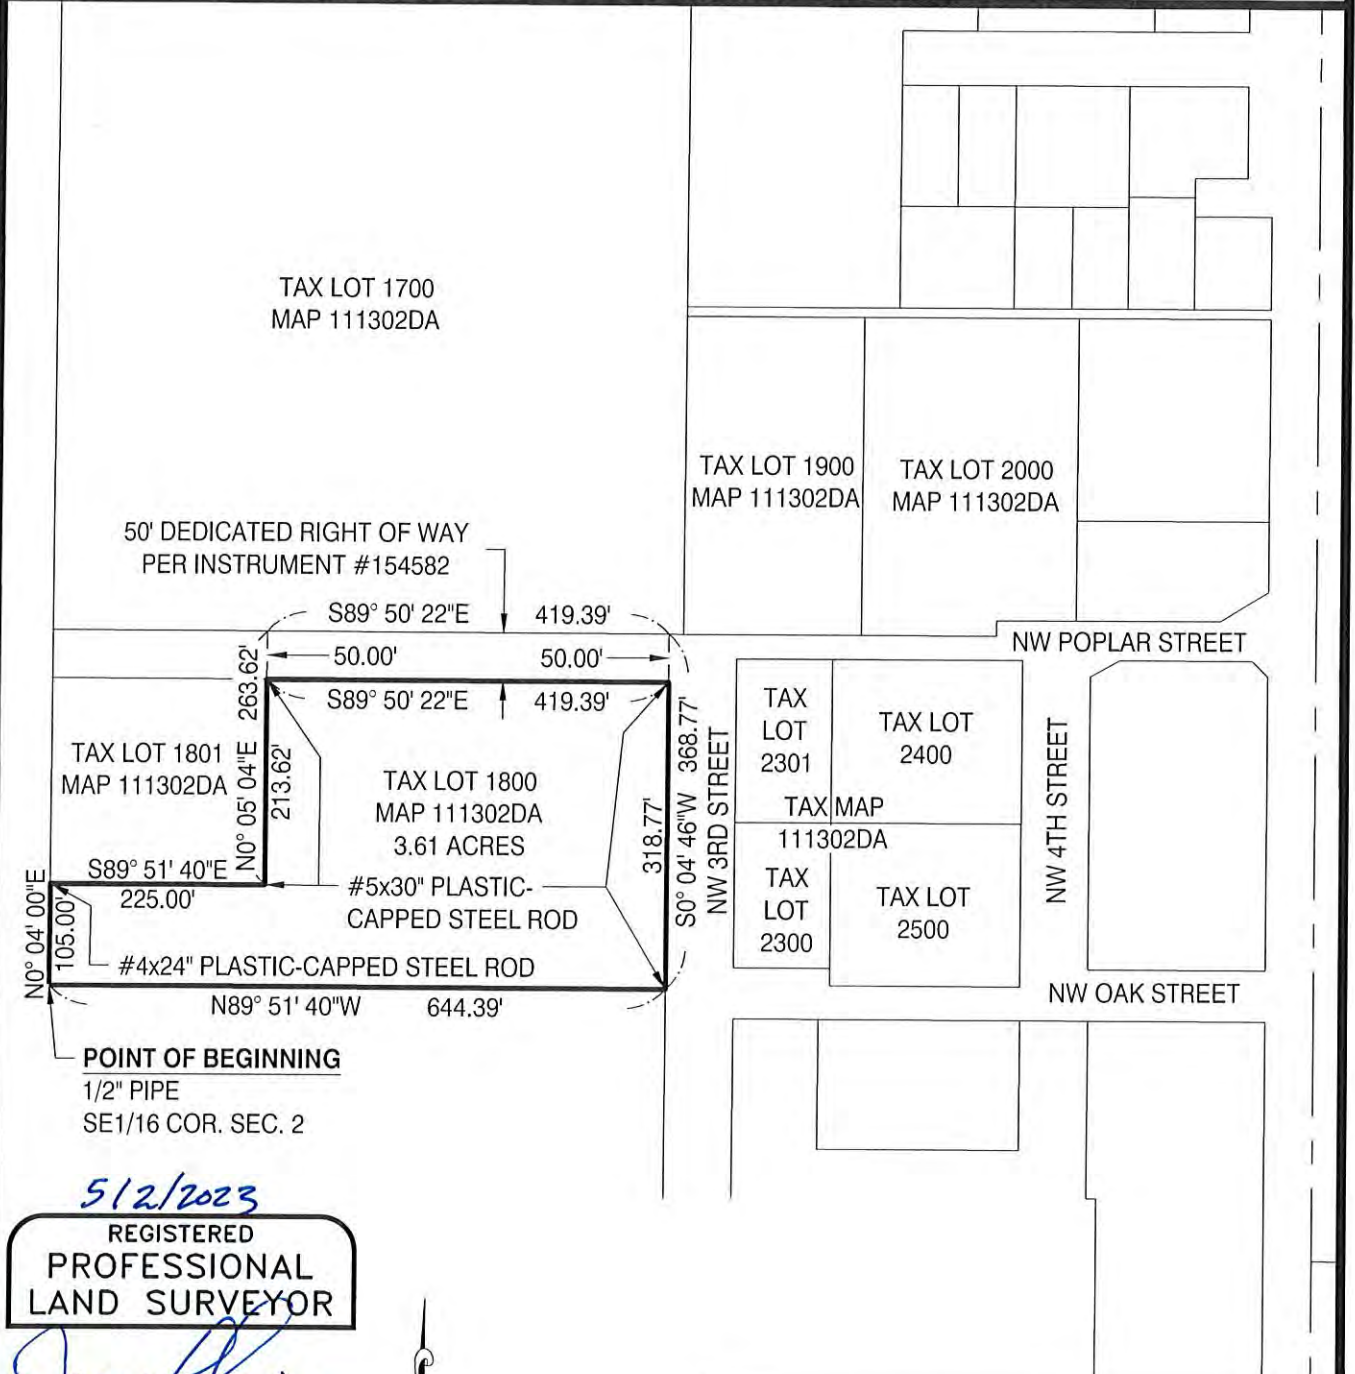 TAX LOT 1700
MAP 111302DA
TAX LOT 1900
MAP 111302DA
TAX LOT 2000
MAP 111302DA
50' DEDICATED RIGHT OF WAY
PER INSTRUMENT #154582
S89° 50' 22"E 419.39'
NW POPLAR STREET
50.00' 50.00'
S89° 50' 22"E 419.39'
N0° 05' 04"E 263.62'
213.62'
TAX LOT 1801
MAP 111302DA
TAX LOT 1800
MAP 111302DA
3.61 ACRES
318.77'
S0° 04' 46"W 368.77'
NW 3RD STREET
TAX
LOT
2301
TAX LOT
2400
TAX MAP
111302DA
TAX
LOT
2300
TAX LOT
2500
NW 4TH STREET
S89° 51' 40"E
225.00'
#5x30" PLASTIC-
CAPPED STEEL ROD
N0° 04' 00"E
105.00'
#4x24" PLASTIC-CAPPED STEEL ROD
N89° 51' 40"W 644.39'
NW OAK STREET
POINT OF BEGINNING
1/2" PIPE
SE1/16 COR. SEC. 2
5/2/2023
REGISTERED
PROFESSIONAL
LAND SURVEYOR